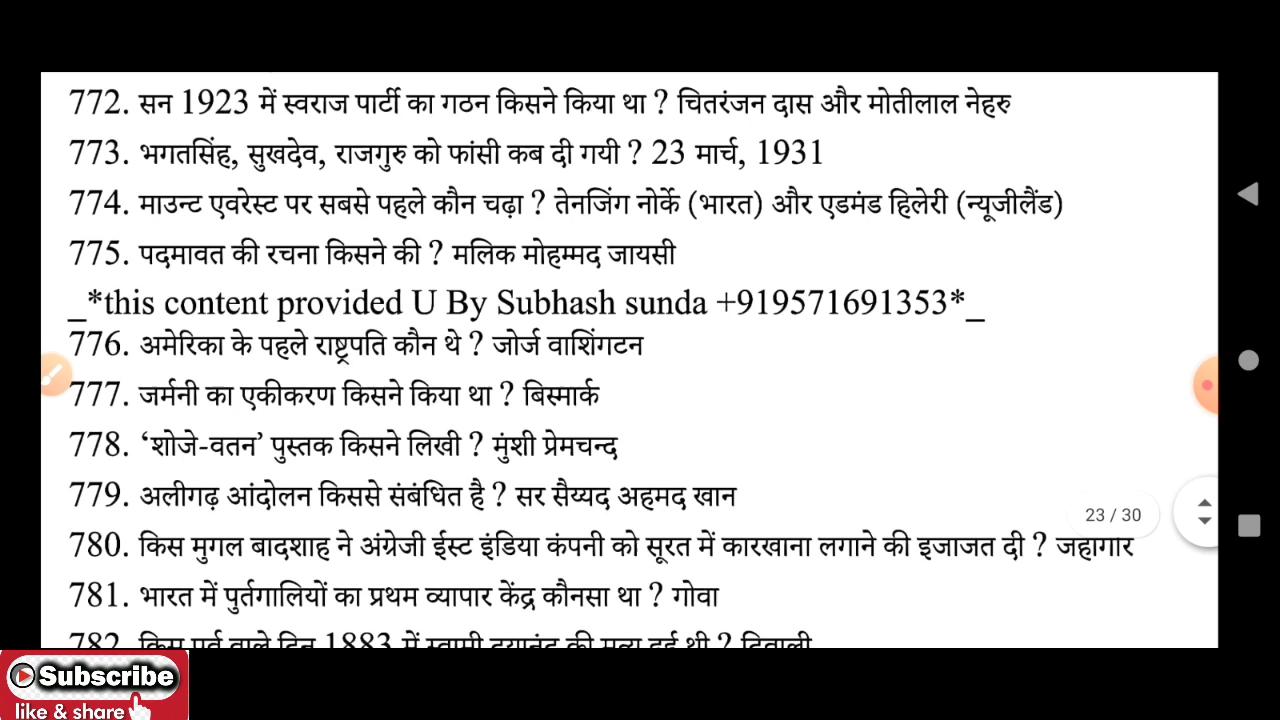 772. सन 1923 में स्वराज पार्टी का गठन किसने किया था ? चितरंजन दास और मोतीलाल नेहरु
773. भगतसिंह, सुखदेव, राजगुरु को फांसी कब दी गयी ? 23 मार्च, 1931
774. माउन्ट एवरेस्ट पर सबसे पहले कौन चढ़ा ? तेनजिंग नोर्के (भारत) और एडमंड हिलेरी (न्यूजीलैंड)
775. पदमावत की रचना किसने की ? मलिक मोहम्मद जायसी
_*this content provided U By Subhash sunda +919571691353*_
776. अमेरिका के पहले राष्ट्रपति कौन थे ? जोर्ज वाशिंगटन
777. जर्मनी का एकीकरण किसने किया था ? बिस्मार्क
778. ‘शोजे-वतन’ पुस्तक किसने लिखी ? मुंशी प्रेमचन्द
779. अलीगढ़ आंदोलन किससे संबंधित है ? सर सैय्यद अहमद खान
23 / 30
780. किस मुगल बादशाह ने अंग्रेजी ईस्ट इंडिया कंपनी को सूरत में कारखाना लगाने की इजाजत दी ? जहागार
781. भारत में पुर्तगालियों का प्रथम व्यापार केंद्र कौनसा था ? गोवा
782. किस पर्व वाले दिन 1883 में स्वामी दयानंद की मृत्यु हुई थी ? दिवाली
Subscribe
like & share